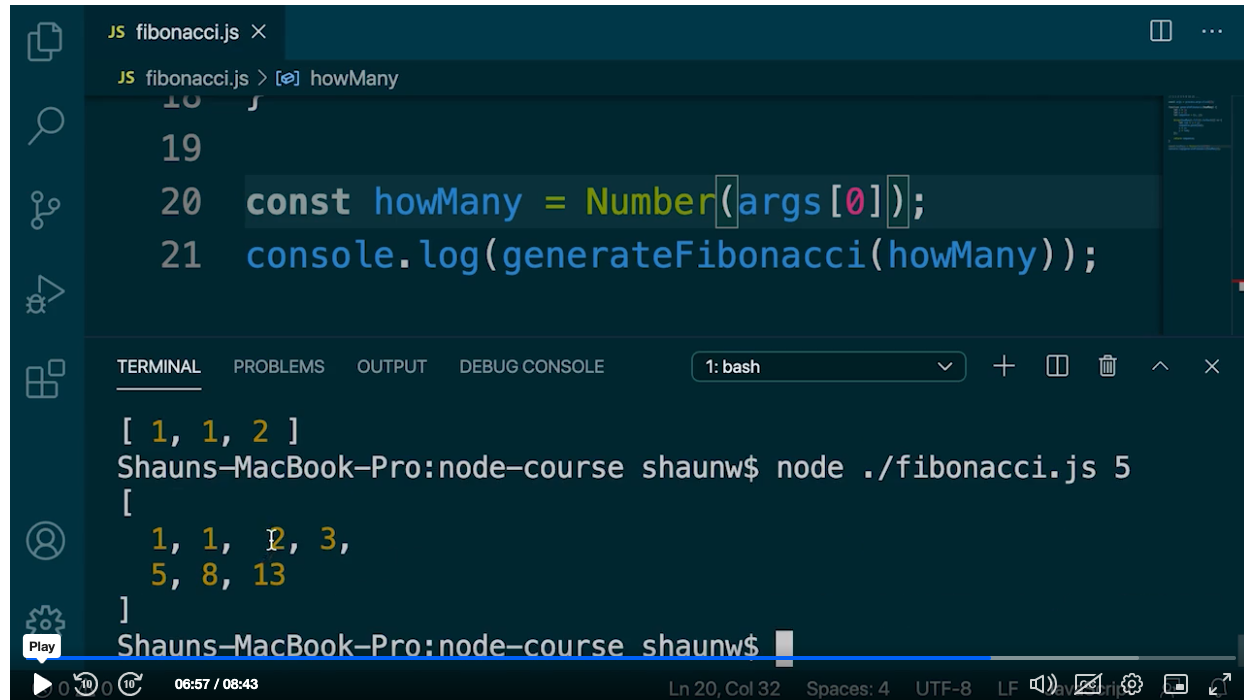 JS fibonacci.js
JS fibonacci.js > howMany
18 }
19
20 const howMany = Number(args[0]);
21 console.log(generateFibonacci(howMany));
TERMINAL PROBLEMS OUTPUT DEBUG CONSOLE 1: bash
[ 1, 1, 2 ]
Shauns-MacBook-Pro:node-course shaunw$ node ./fibonacci.js 5
[
1, 1, 2, 3,
5, 8, 13
]
Shauns-MacBook-Pro:node-course shaunw$
Play
10 10 06:57 / 08:43 Ln 20, Col 32 Spaces: 4 UTF-8 LF